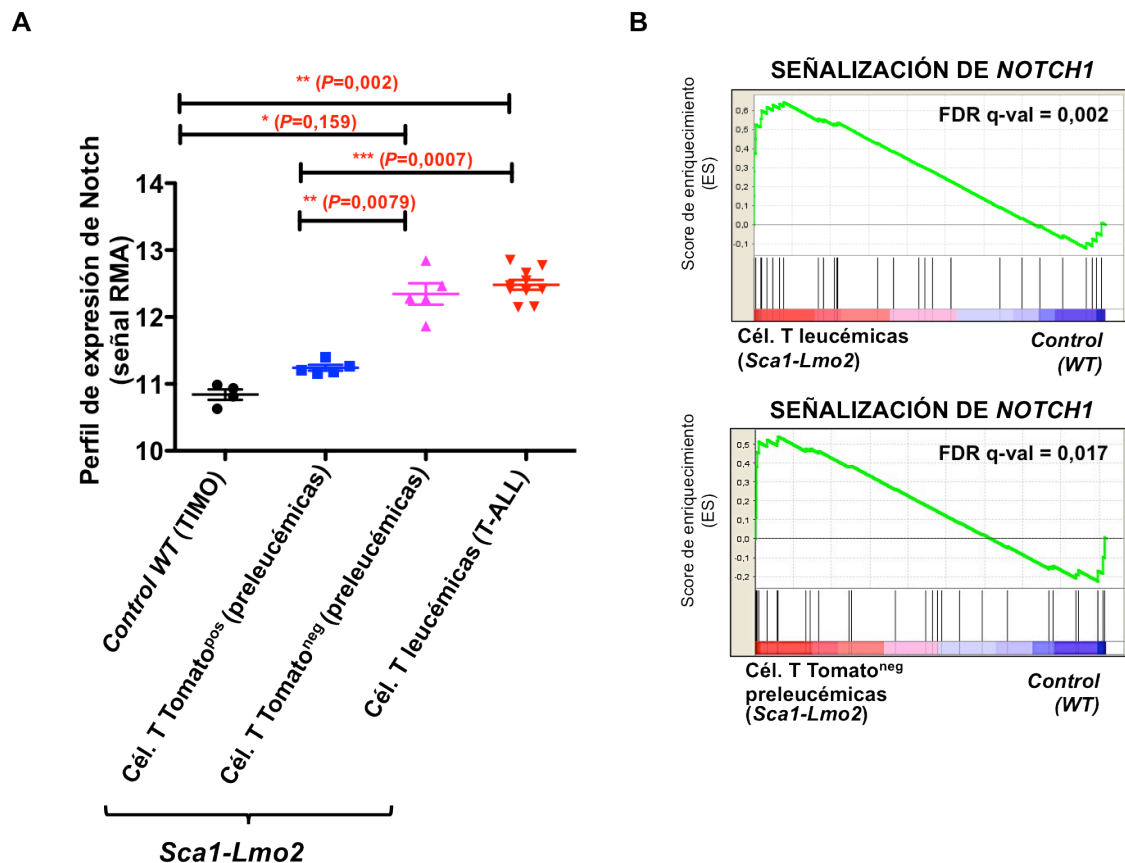 A
** (P=0,002)
* (P=0,159)
*** (P=0,0007)
** (P=0,0079)
Perfil de expresión de Notch
(señal RMA)
14
13
12
11
10
Control WT (TIMO)
Cél. T Tomatopos (preleucémicas)
Cél. T Tomatoneg (preleucémicas)
Cél. T leucémicas (T-ALL)
Sca1-Lmo2
B
SEÑALIZACIÓN DE NOTCH1
FDR q-val = 0,002
Score de enriquecimiento
(ES)
0,6
0,5
0,4
0,3
0,2
0,1
0,0
-0,1
Cél. T leucémicas
(Sca1-Lmo2)
Control
(WT)
SEÑALIZACIÓN DE NOTCH1
FDR q-val = 0,017
Score de enriquecimiento
(ES)
0,5
0,4
0,3
0,2
0,1
0,0
-0,1
-0,2
Cél. T Tomatoneg
preleucémicas
(Sca1-Lmo2)
Control
(WT)